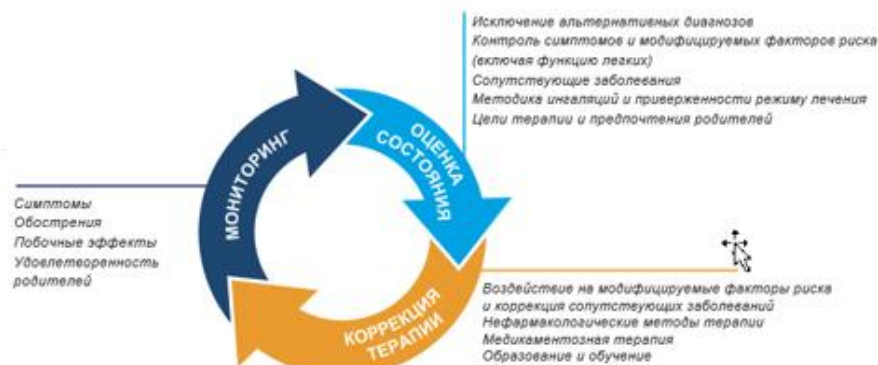 Исключение альтернативных диагнозов
Контроль симптомов и модифицируемых факторов риска
(включая функцию легких)
Сопутствующие заболевания
Методика ингаляций и приверженности режиму лечения
Цели терапии и предпочтения родителей
ОЦЕНКА
СОСТОЯНИЯ
МОНИТОРИНГ
Симптомы
Обострения
Побочные эффекты
Удовлетворенность
родителей
КОРРЕКЦИЯ
ТЕРАПИИ
Воздействие на модифицируемые факторы риска
и коррекция сопутствующих заболеваний
Нефармакологические методы терапии
Медикаментозная терапия
Образование и обучение